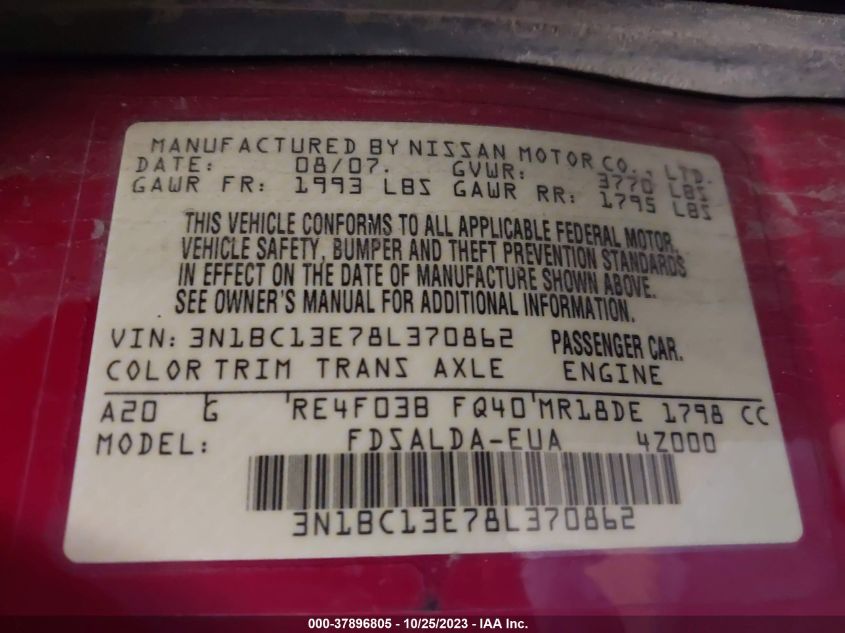 MANUFACTURED BY NISSAN MOTOR CO., LTD.
DATE: 08/07. GVWR: 3770 LBS
GAWR FR: 1993 LBS GAWR RR: 1795 LBS
THIS VEHICLE CONFORMS TO ALL APPLICABLE FEDERAL MOTOR
VEHICLE SAFETY, BUMPER AND THEFT PREVENTION STANDARDS
IN EFFECT ON THE DATE OF MANUFACTURE SHOWN ABOVE.
SEE OWNER'S MANUAL FOR ADDITIONAL INFORMATION.
VIN: 3N1BC13E78L370862 PASSENGER CAR.
COLOR TRIM TRANS AXLE ENGINE
A20 G RE4F03B FQ40 MR18DE 1798 CC
MODEL: FDSALDA-EUA 4Z000
3N1BC13E78L370862
000-37896805 - 10/25/2023 - IAA Inc.